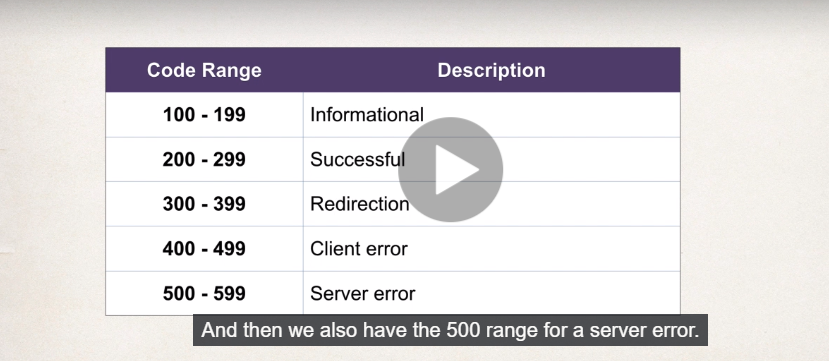 Code Range Description
100 - 199 Informational
200 - 299 Successful
300 - 399 Redirection
400 - 499 Client error
500 - 599 Server error
And then we also have the 500 range for a server error.